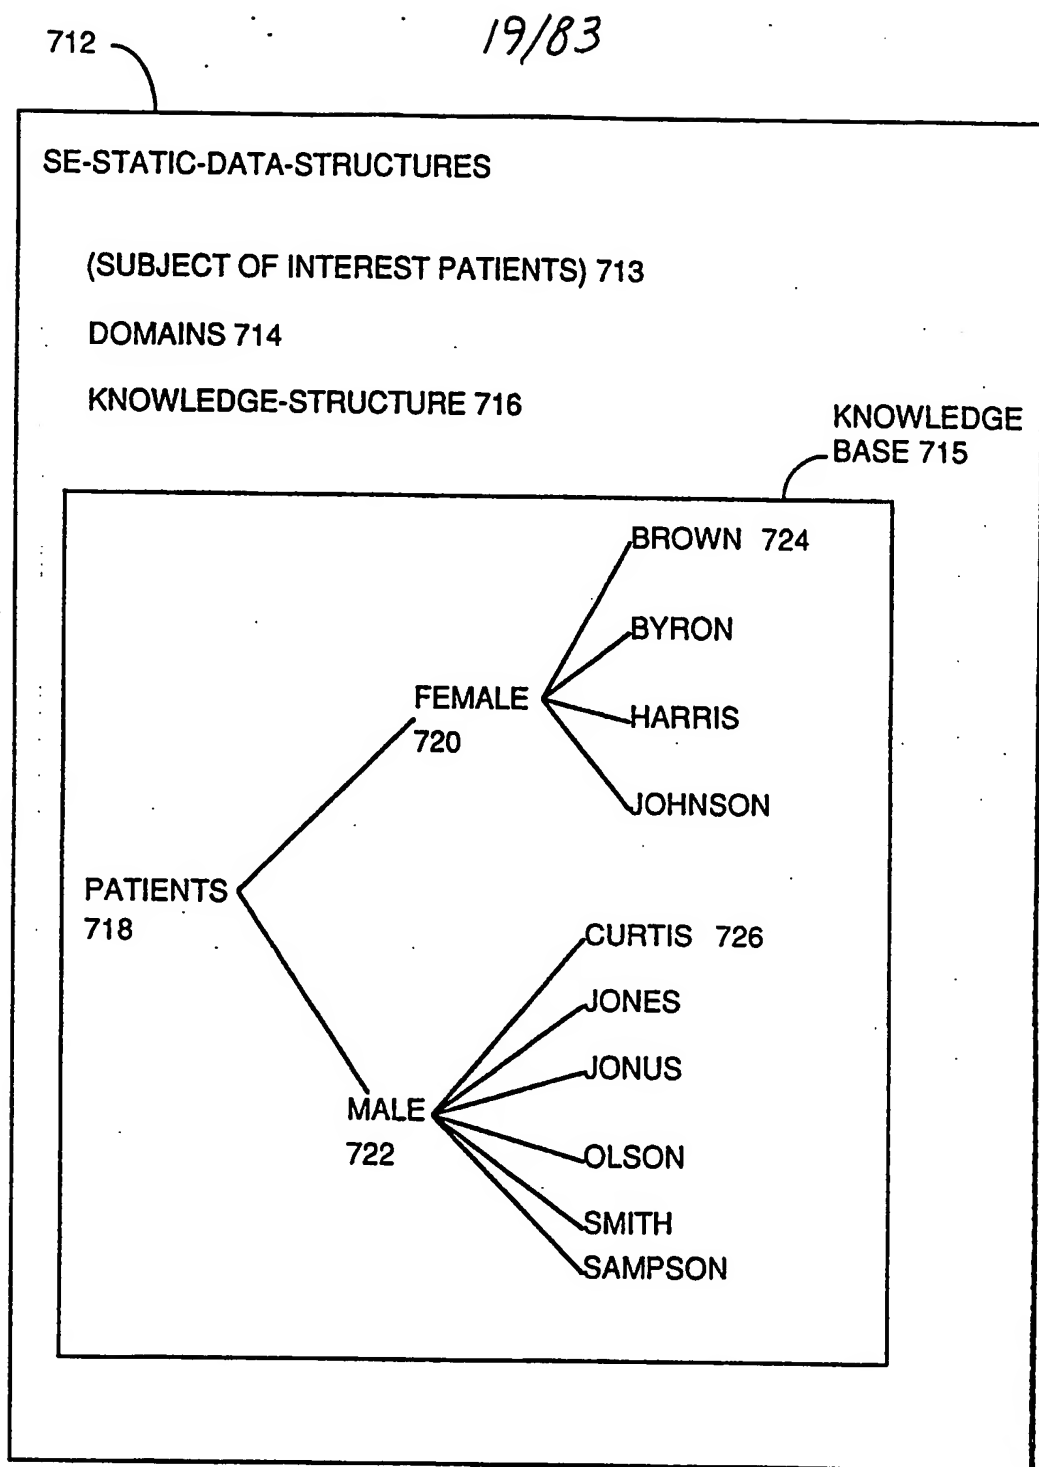 19/83
712
SE-STATIC-DATA-STRUCTURES
(SUBJECT OF INTEREST PATIENTS) 713
DOMAINS 714
KNOWLEDGE-STRUCTURE 716
KNOWLEDGE
BASE 715
BROWN 724
BYRON
FEMALE
720
HARRIS
JOHNSON
PATIENTS
718
CURTIS 726
JONES
JONUS
MALE
722
OLSON
SMITH
SAMPSON